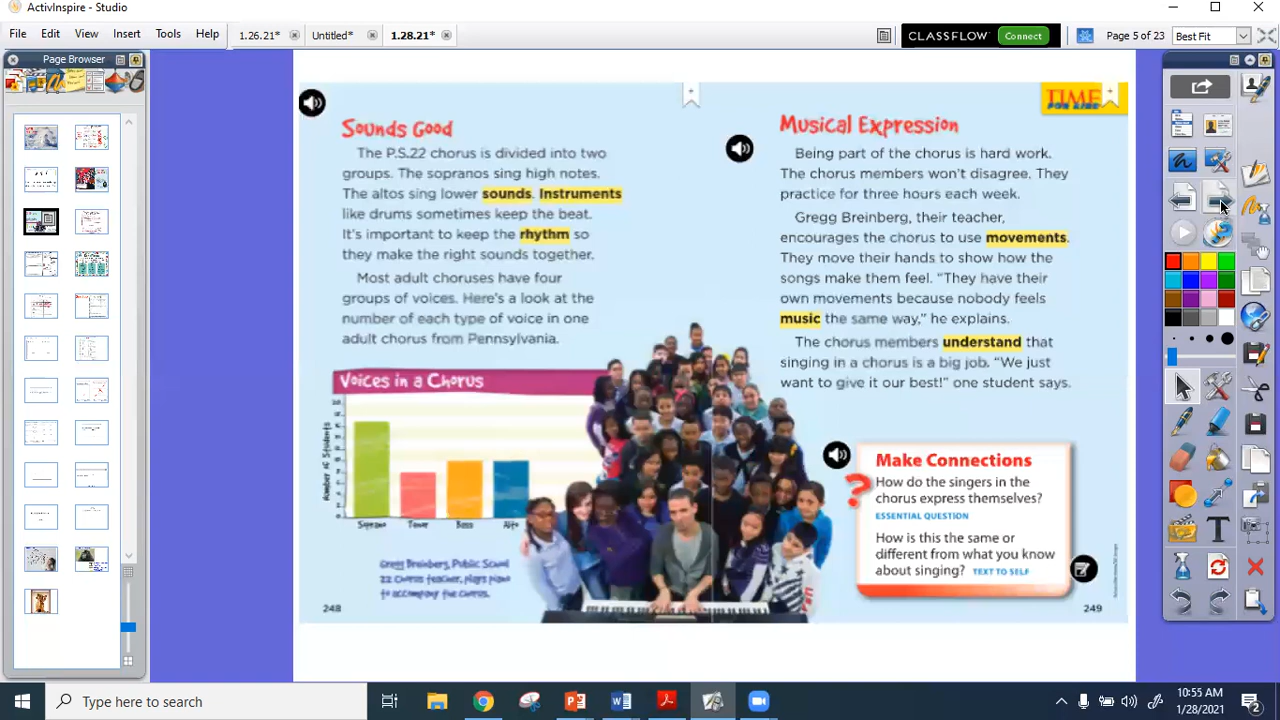 ActivInspire - Studio
File Edit View Insert Tools Help
1.26.21* Untitled* 1.28.21*
CLASSFLOW Connect
Page 5 of 23
Best Fit
Page Browser
TIME
FOR KIDS
Sounds Good
The P.S.22 chorus is divided into two
groups. The sopranos sing high notes.
The altos sing lower sounds. Instruments
like drums sometimes keep the beat.
It's important to keep the rhythm so
they make the right sounds together.
Most adult choruses have four
groups of voices. Here's a look at the
number of each type of voice in one
adult chorus from Pennsylvania.
Voices in a Chorus
Number of Students
Soprano Tenor Bass Alto
Gregg Breinberg, Public School
22 chorus teacher, plays piano
to accompany the chorus.
248
Musical Expression
Being part of the chorus is hard work.
The chorus members won't disagree. They
practice for three hours each week.
Gregg Breinberg, their teacher,
encourages the chorus to use movements.
They move their hands to show how the
songs make them feel. "They have their
own movements because nobody feels
music the same way," he explains.
The chorus members understand that
singing in a chorus is a big job. "We just
want to give it our best!" one student says.
Make Connections
?
How do the singers in the
chorus express themselves?
ESSENTIAL QUESTION
How is this the same or
different from what you know
about singing? TEXT TO SELF
249
Type here to search
10:55 AM
1/28/2021
2